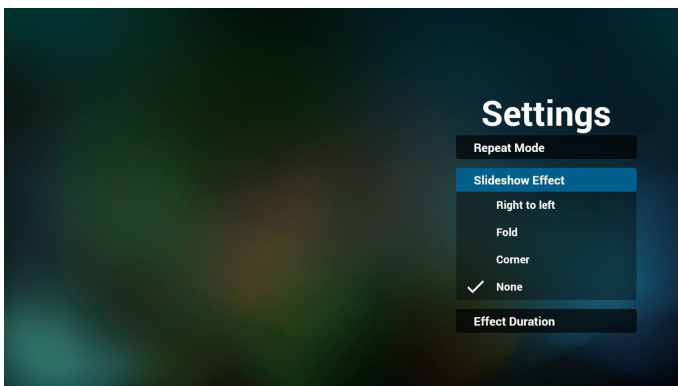 Settings
Repeat Mode
Slideshow Effect
Right to left
Fold
Corner
None
Effect Duration